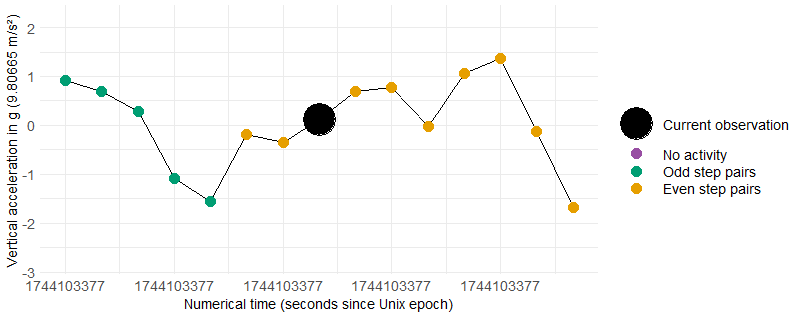 Vertical acceleration in g (9.80665 m/s²)
2
1
0
-1
-2
-3
1744103377 1744103377 1744103377 1744103377 1744103377
Numerical time (seconds since Unix epoch)
Current observation
No activity
Odd step pairs
Even step pairs